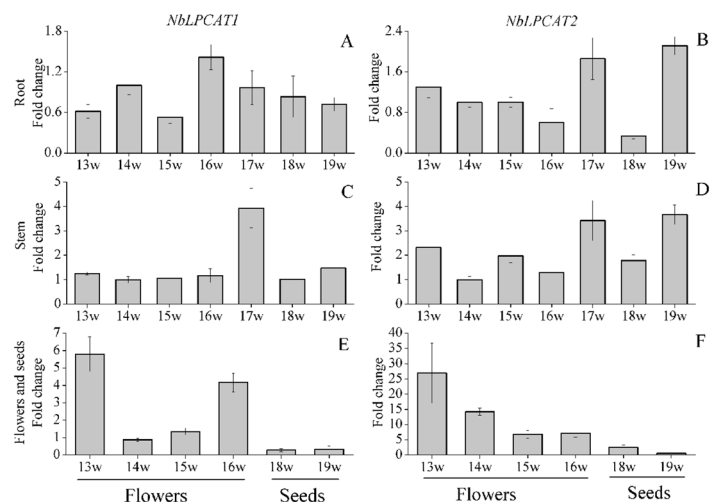 NbLPCAT1
NbLPCAT2
A
Root
Fold change
1.8
1.2
0.6
0.0
13w 14w 15w 16w 17w 18w 19w
B
Fold change
2.4
1.6
0.8
0.0
13w 14w 15w 16w 17w 18w 19w
C
Stem
Fold change
5
4
3
2
1
0
13w 14w 15w 16w 17w 18w 19w
D
Fold change
5
4
3
2
1
0
13w 14w 15w 16w 17w 18w 19w
E
Flowers and seeds
Fold change
7
6
5
4
3
2
1
0
13w 14w 15w 16w 18w 19w
Flowers Seeds
F
Fold change
40
35
30
25
20
15
10
5
0
13w 14w 15w 16w 18w 19w
Flowers Seeds